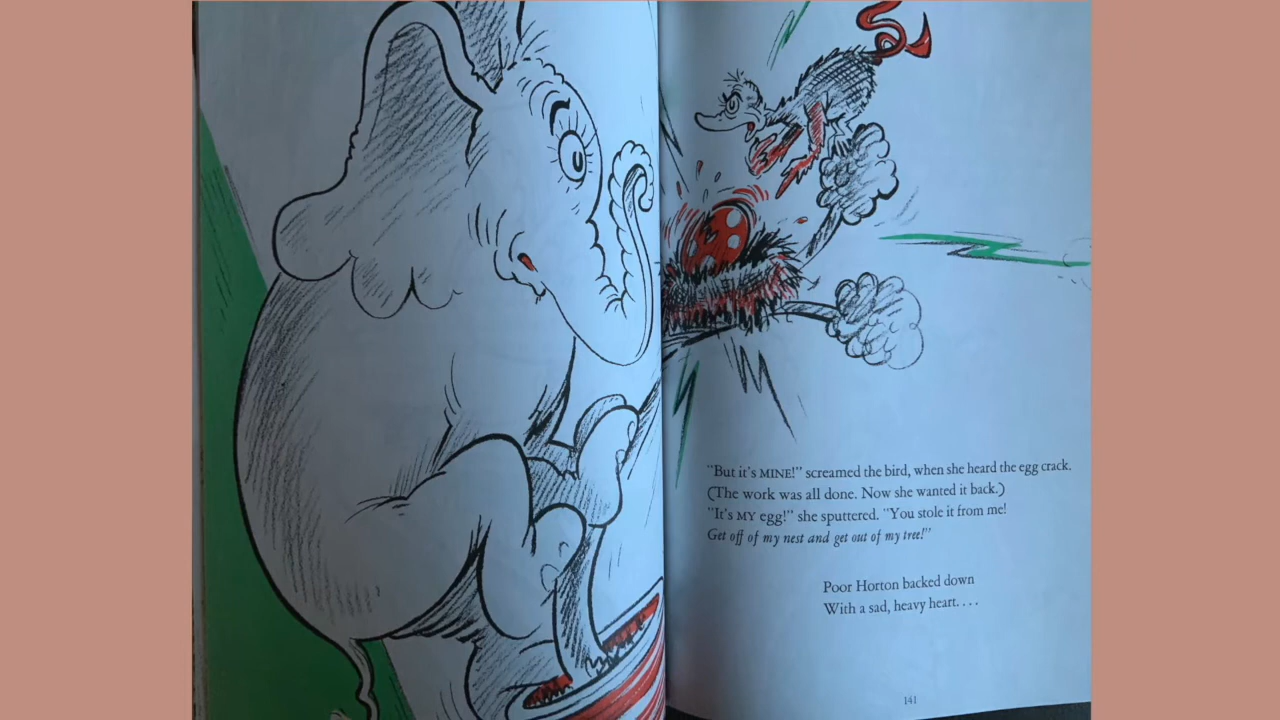 "But it's MINE!" screamed the bird, when she heard the egg crack.
(The work was all done. Now she wanted it back.)
"It's MY egg!" she sputtered. "You stole it from me!
Get off of my nest and get out of my tree!"
Poor Horton backed down
With a sad, heavy heart. . . .
141